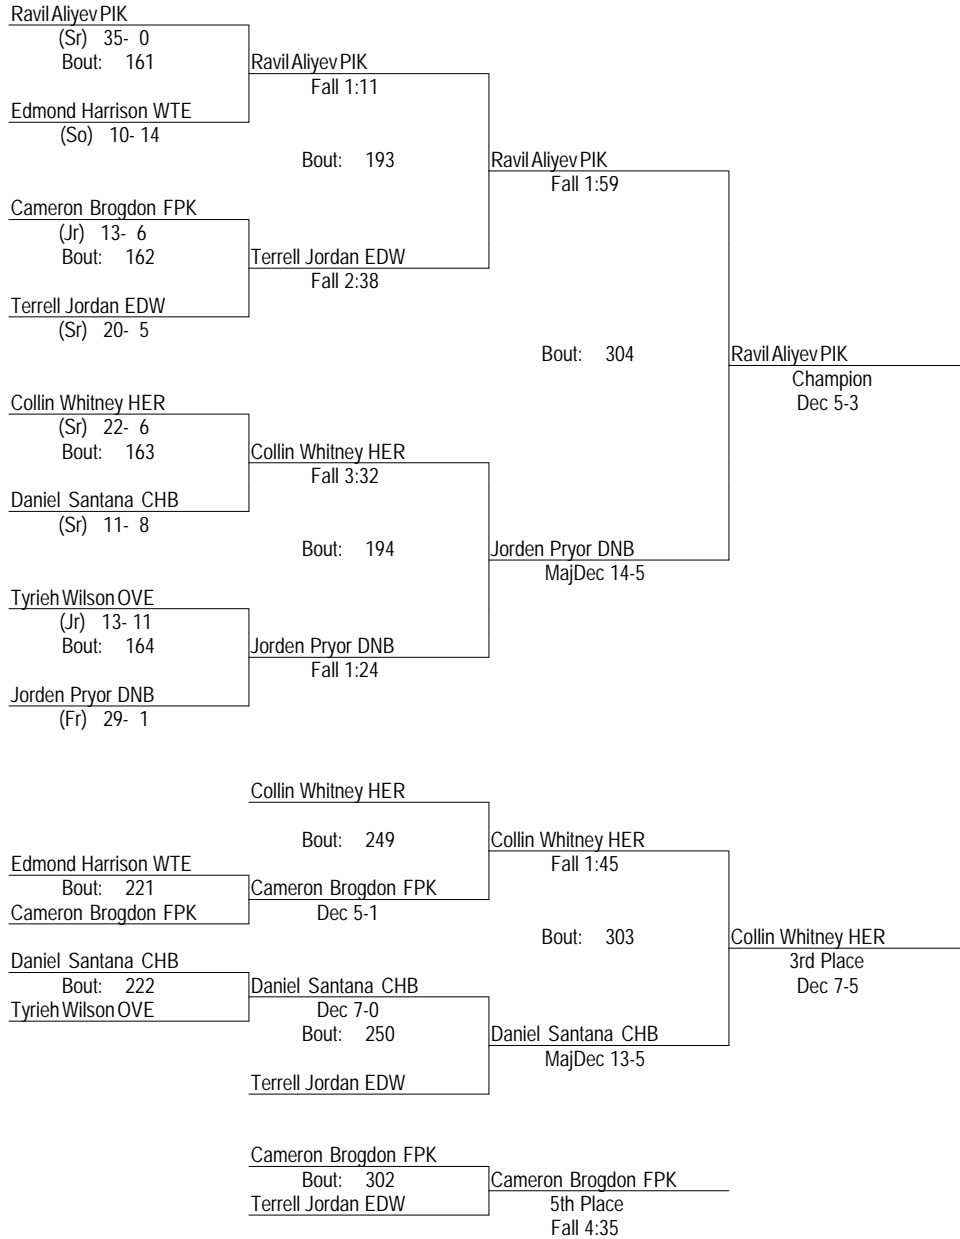 Ravil Aliyev PIK
(Sr) 35- 0
Bout: 161
Ravil Aliyev PIK
Fall 1:11
Edmond Harrison WTE
(So) 10- 14
Bout: 193
Ravil Aliyev PIK
Fall 1:59
Cameron Brogdon FPK
(Jr) 13- 6
Bout: 162
Terrell Jordan EDW
Fall 2:38
Terrell Jordan EDW
(Sr) 20- 5
Bout: 304
Ravil Aliyev PIK
Champion
Dec 5-3
Collin Whitney HER
(Sr) 22- 6
Bout: 163
Collin Whitney HER
Fall 3:32
Daniel Santana CHB
(Sr) 11- 8
Bout: 194
Jorden Pryor DNB
MajDec 14-5
Tyrieh Wilson OVE
(Jr) 13- 11
Bout: 164
Jorden Pryor DNB
Fall 1:24
Jorden Pryor DNB
(Fr) 29- 1
Collin Whitney HER
Bout: 249
Collin Whitney HER
Fall 1:45
Edmond Harrison WTE
Bout: 221
Cameron Brogdon FPK
Cameron Brogdon FPK
Dec 5-1
Bout: 303
Collin Whitney HER
3rd Place
Dec 7-5
Daniel Santana CHB
Bout: 222
Tyrieh Wilson OVE
Daniel Santana CHB
Dec 7-0
Bout: 250
Daniel Santana CHB
MajDec 13-5
Terrell Jordan EDW
Cameron Brogdon FPK
Bout: 302
Terrell Jordan EDW
Cameron Brogdon FPK
5th Place
Fall 4:35